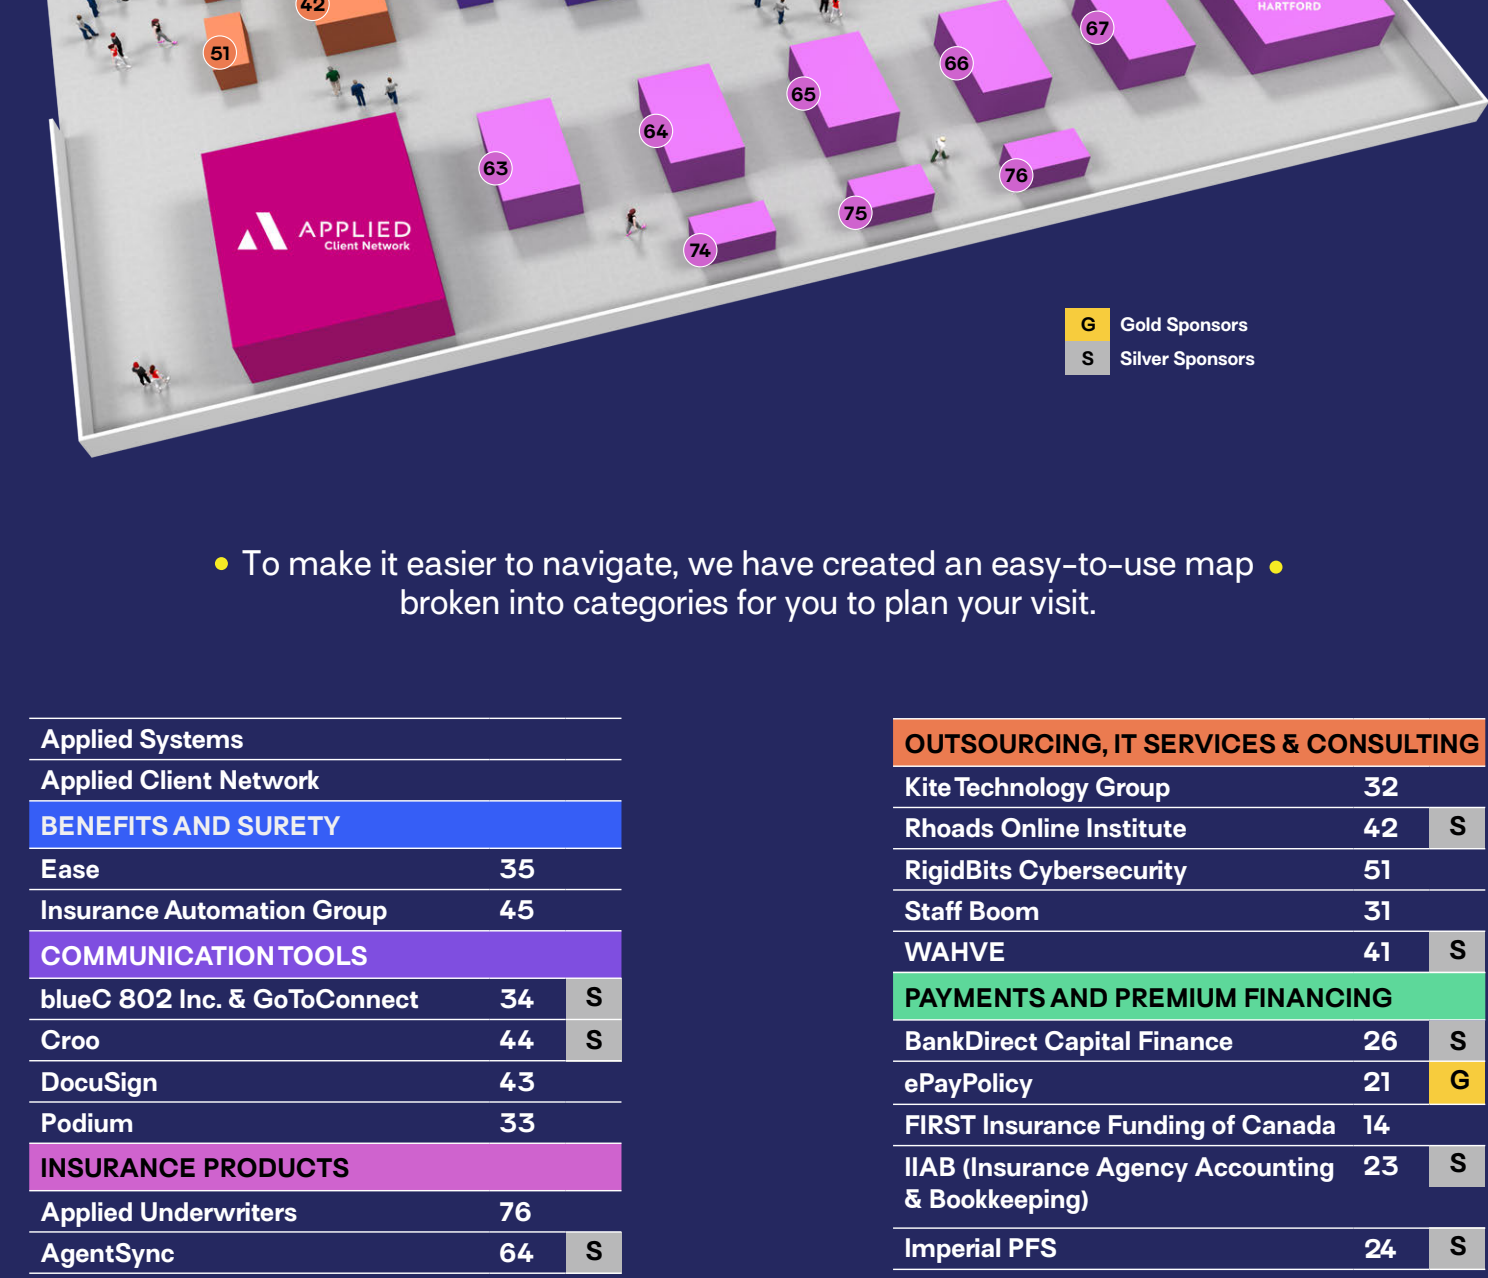 HARTFORD
42
51
67
66
65
64
63
76
75
74
APPLIED
Client Network
G Gold Sponsors
S Silver Sponsors
To make it easier to navigate, we have created an easy-to-use map
broken into categories for you to plan your visit.
Applied Systems
Applied Client Network
BENEFITS AND SURETY
Ease 35
Insurance Automation Group 45
COMMUNICATION TOOLS
blueC 802 Inc. & GoToConnect 34 S
Croo 44 S
DocuSign 43
Podium 33
INSURANCE PRODUCTS
Applied Underwriters 76
AgentSync 64 S
OUTSOURCING, IT SERVICES & CONSULTING
Kite Technology Group 32
Rhoads Online Institute 42 S
RigidBits Cybersecurity 51
Staff Boom 31
WAHVE 41 S
PAYMENTS AND PREMIUM FINANCING
BankDirect Capital Finance 26 S
ePayPolicy 21 G
FIRST Insurance Funding of Canada 14
IIAB (Insurance Agency Accounting 23 S
& Bookkeeping)
Imperial PFS 24 S